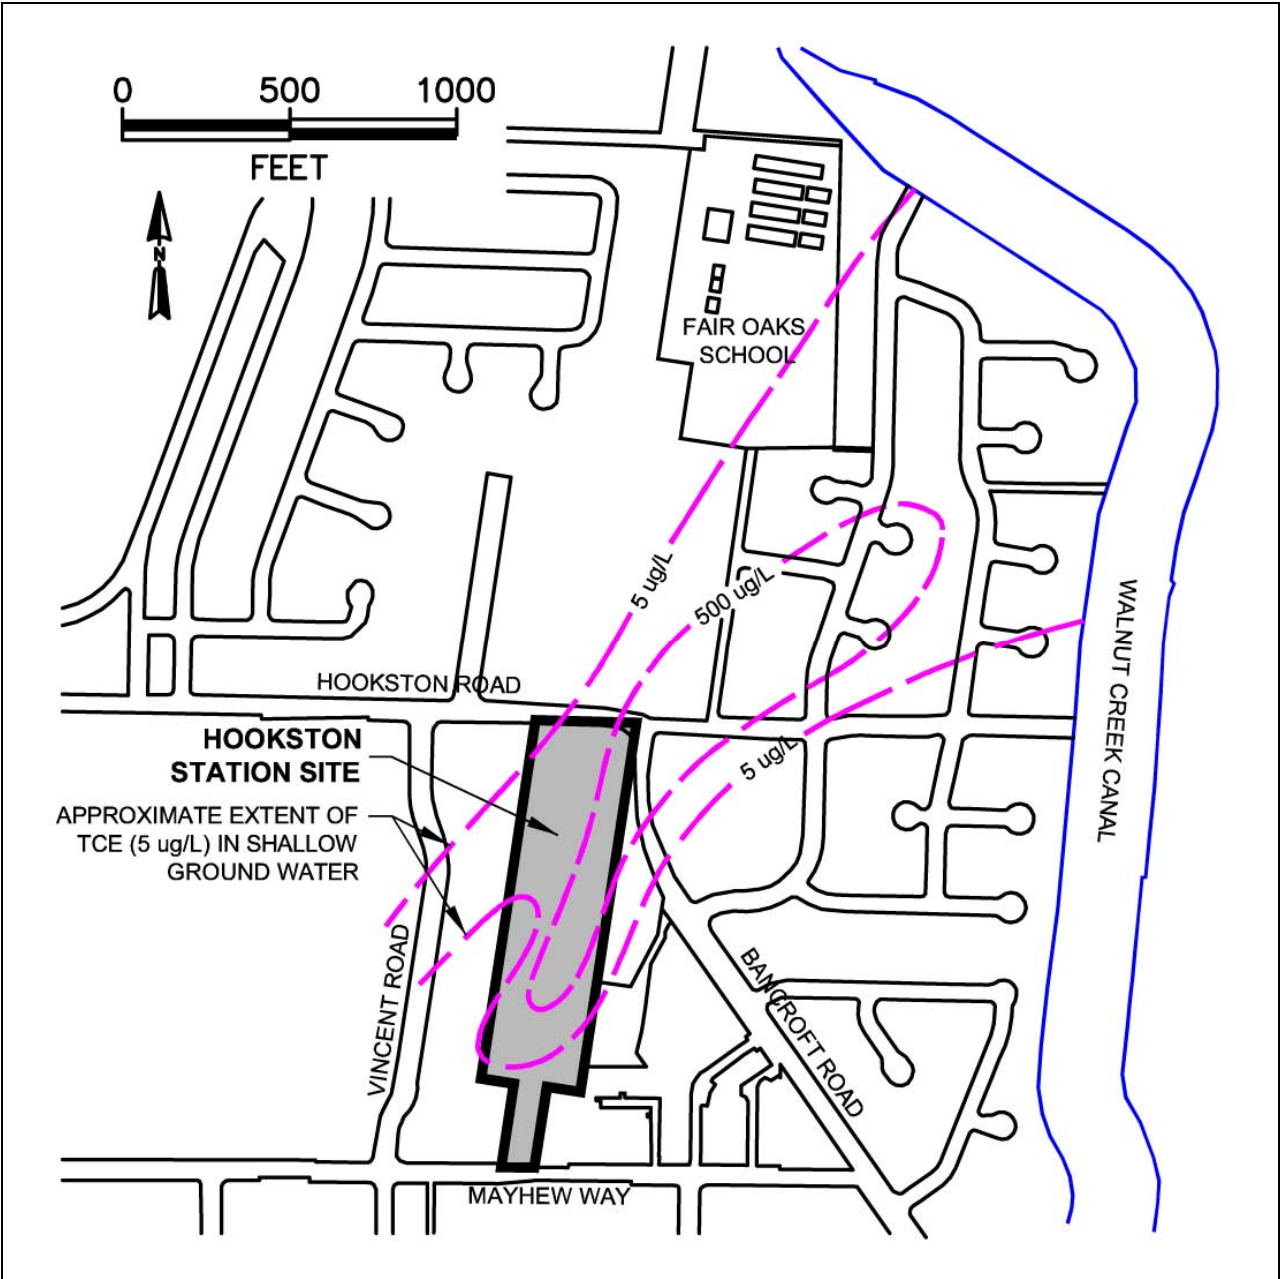 0 500 1000
FEET
N
FAIR OAKS
SCHOOL
5 ug/L
500 ug/L
WALNUT CREEK CANAL
HOOKSTON ROAD
HOOKSTON
STATION SITE
5 ug/L
APPROXIMATE EXTENT OF
TCE (5 ug/L) IN SHALLOW
GROUND WATER
VINCENT ROAD
BANCROFT ROAD
MAYHEW WAY